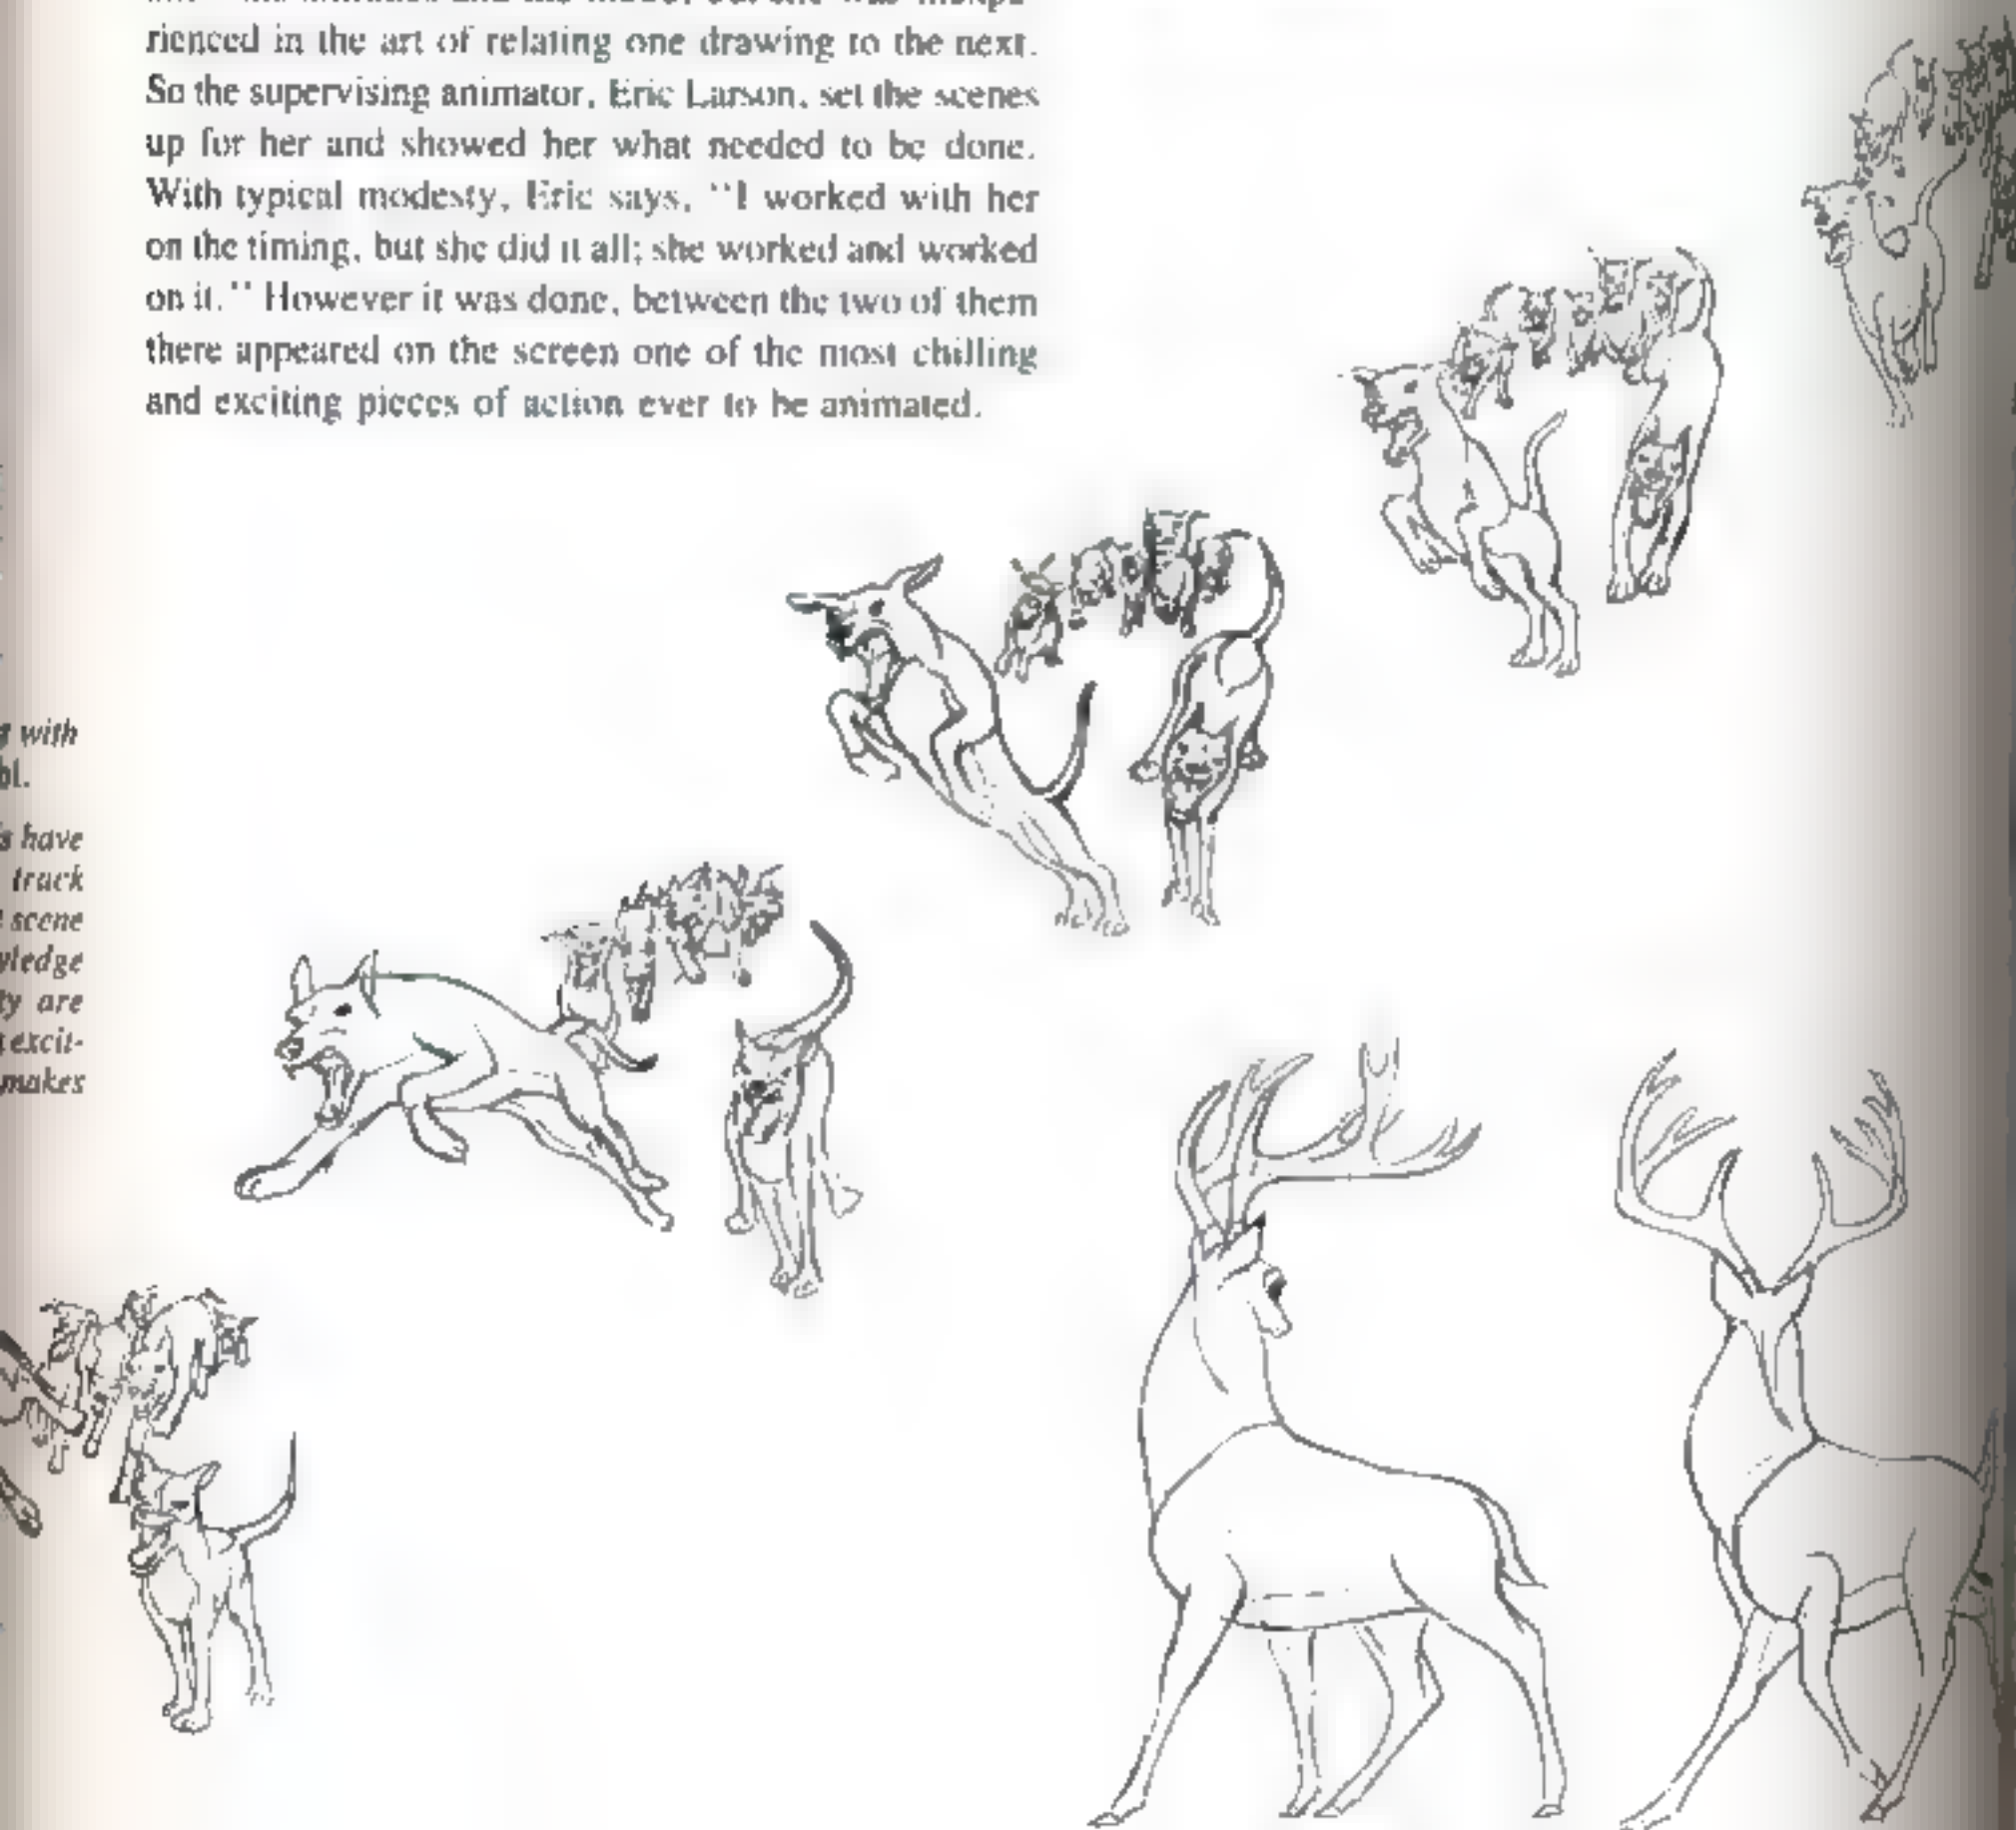 rienced in the art of relating one drawing to the next.
So the supervising animator, Eric Larson, set the scenes
up for her and showed her what needed to be done.
With typical modesty, Eric says, "I worked with her
on the timing, but she did it all; she worked and worked
on it." However it was done, between the two of them
there appeared on the screen one of the most chilling
and exciting pieces of action ever to be animated.
with
have
track
scene
are
excit-
makes